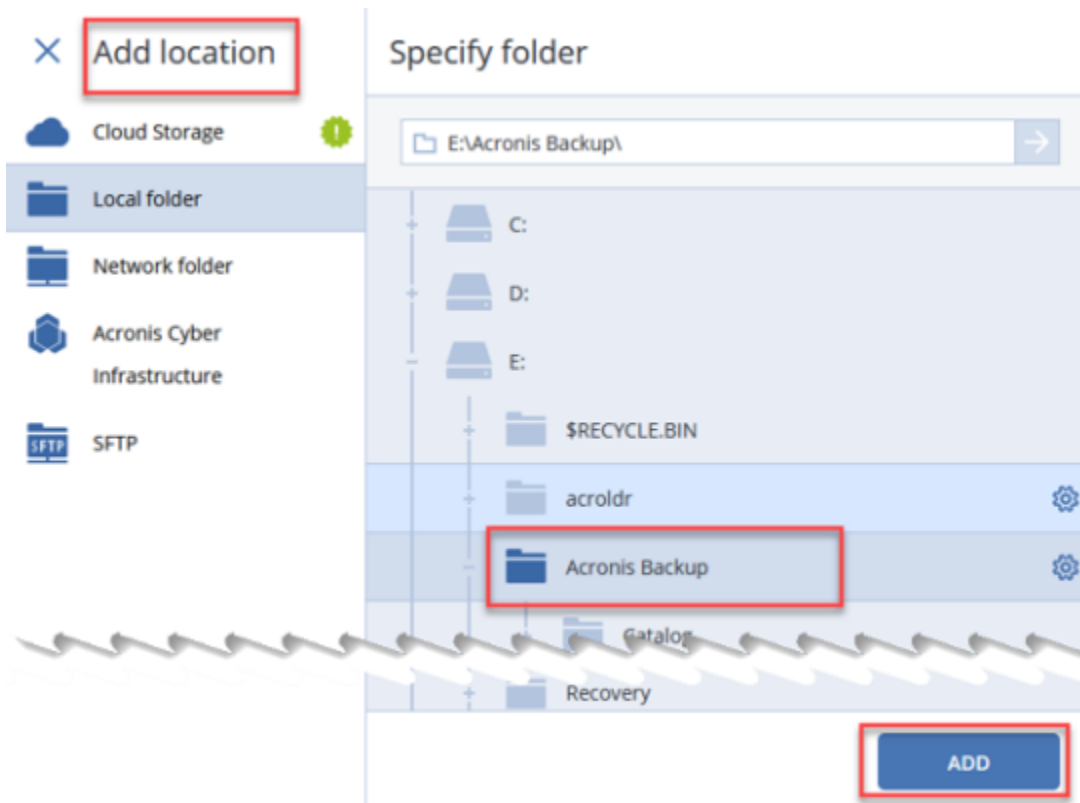 Add location
Specify folder
Cloud Storage
Local folder
Network folder
Acronis Cyber
Infrastructure
SFTP
SFTP
E:\Acronis Backup\
C:
D:
E:
$RECYCLE.BIN
acroldr
Acronis Backup
Catalog
Recovery
ADD